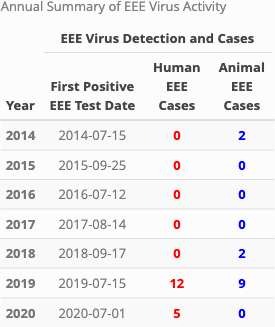 Annual Summary of EEE Virus Activity
EEE Virus Detection and Cases
Year First Positive EEE Test Date Human EEE Cases Animal EEE Cases
2014 2014-07-15 0 2
2015 2015-09-25 0 0
2016 2016-07-12 0 0
2017 2017-08-14 0 0
2018 2018-09-17 0 2
2019 2019-07-15 12 9
2020 2020-07-01 5 0